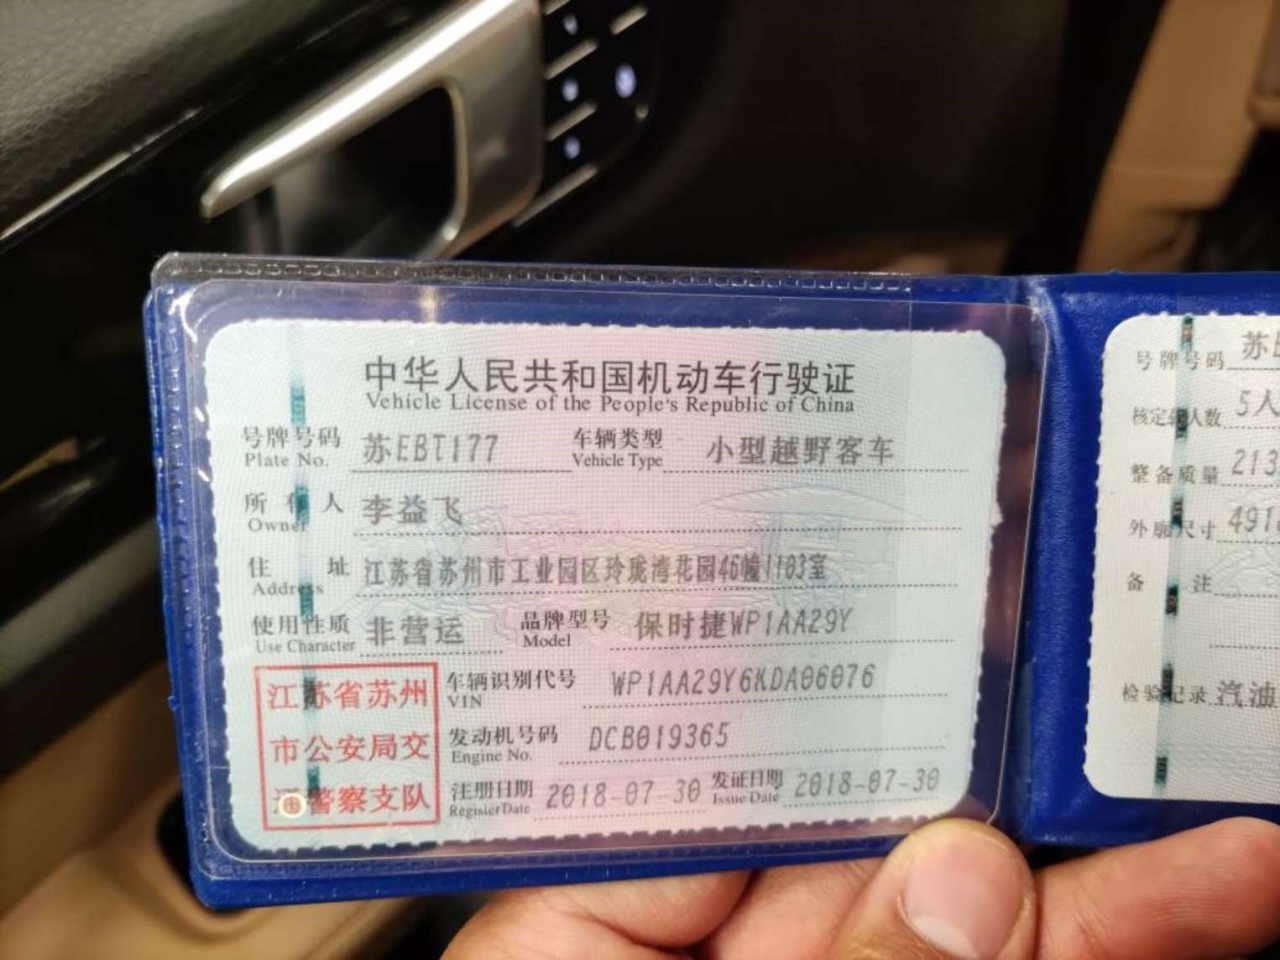 中华人民共和国机动车行驶证
Vehicle License of the People's Republic of China
号牌号码 苏EBT177 车辆类型 小型越野客车
Plate No. Vehicle Type
所有人 李益飞
Owner
住址 江苏省苏州市工业园区玲珑湾花园46幢1103室
Address
使用性质 非营运 品牌型号 保时捷WP1AA29Y
Use Character Model
车辆识别代号 WP1AA29Y6KDA06076
VIN
发动机号码 DCB019365
Engine No.
注册日期 2018-07-30 发证日期 2018-07-30
Register Date Issue Date
江苏省苏州
市公安局交
通警察支队
号牌号码 苏E
核定载人数 5人
整备质量 213
外廓尺寸 491
备注
检验记录 汽油